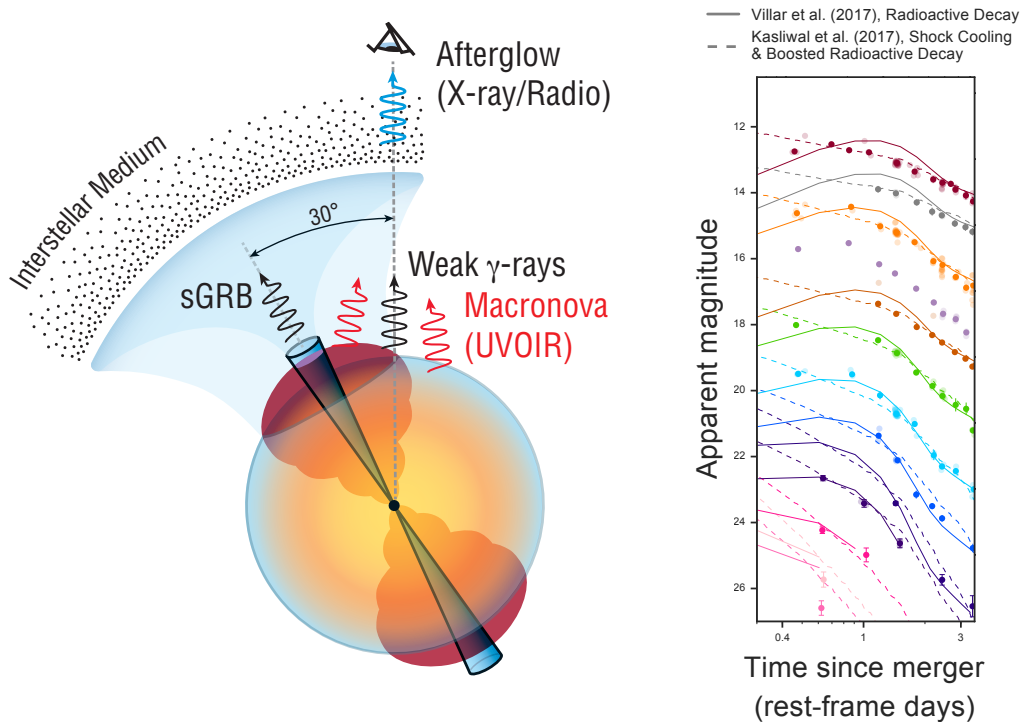 Afterglow
(X-ray/Radio)
Interstellar Medium
30°
Weak γ-rays
sGRB
Macronova
(UVOIR)
Villar et al. (2017), Radioactive Decay
Kasliwal et al. (2017), Shock Cooling
& Boosted Radioactive Decay
Apparent magnitude
12
14
16
18
20
22
24
26
0.4
1
3
Time since merger
(rest-frame days)